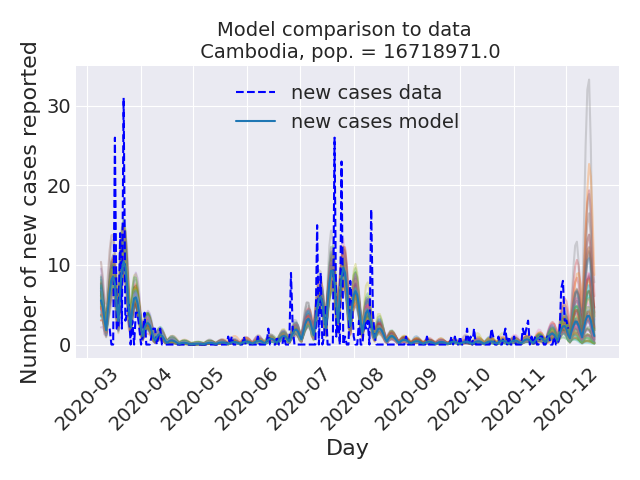 Model comparison to data
Cambodia, pop. = 16718971.0
new cases data
new cases model
Number of new cases reported
30
20
10
0
2020-03
2020-04
2020-05
2020-06
2020-07
2020-08
2020-09
2020-10
2020-11
2020-12
Day